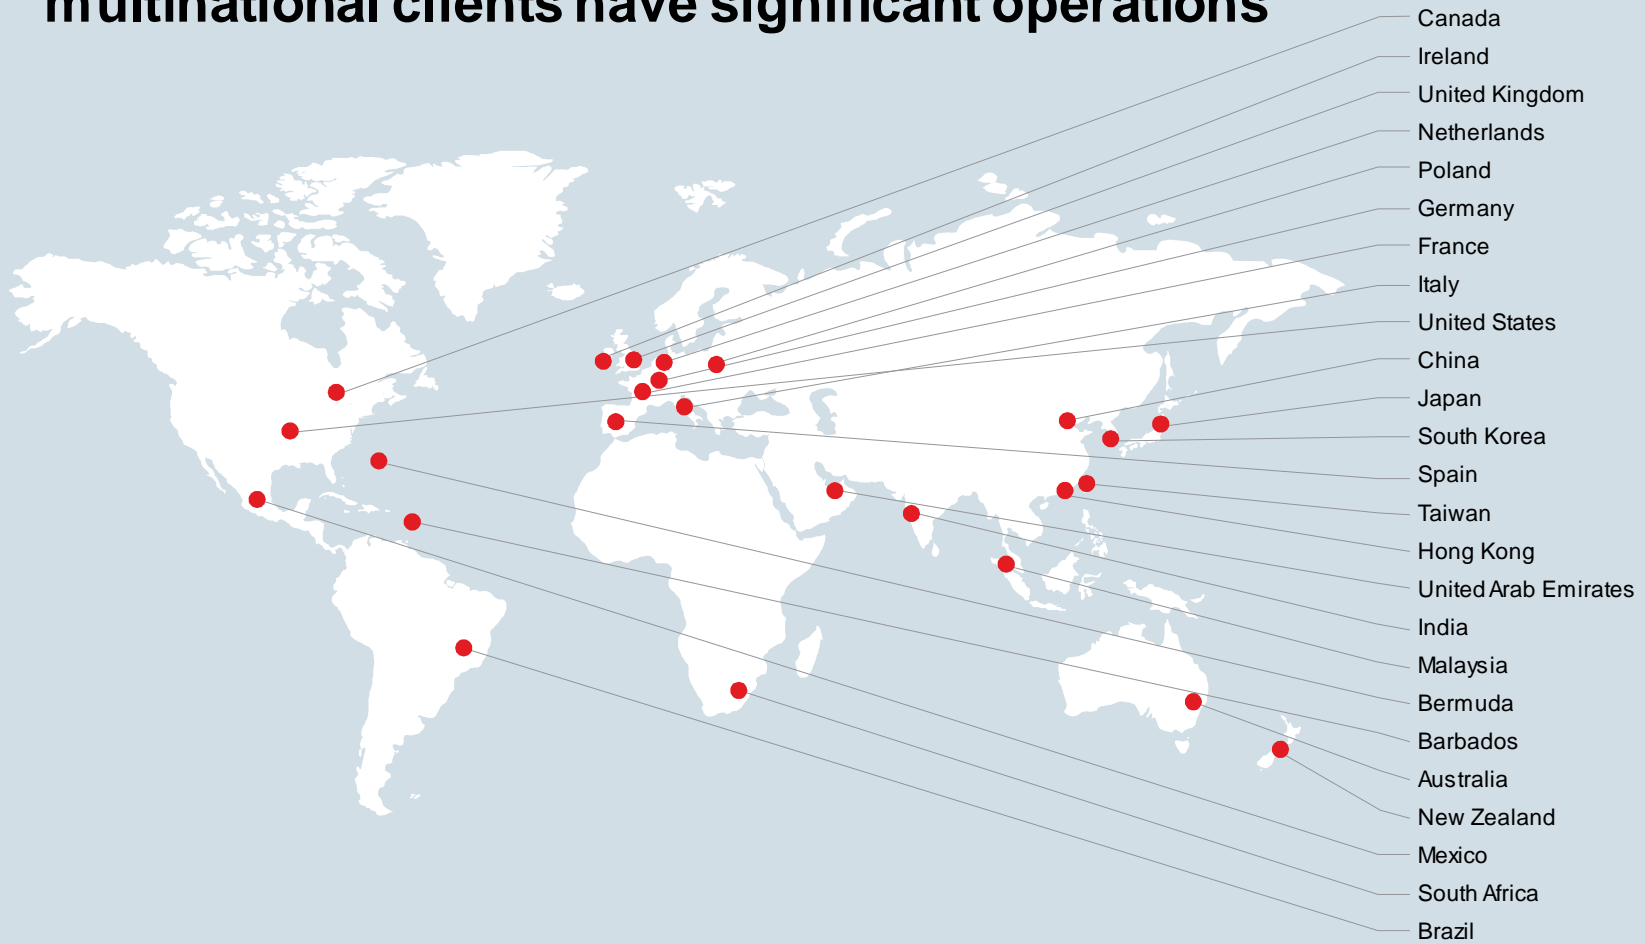 multinational clients have significant operations
Canada
Ireland
United Kingdom
Netherlands
Poland
Germany
France
Italy
United States
China
Japan
South Korea
Spain
Taiwan
Hong Kong
United Arab Emirates
India
Malaysia
Bermuda
Barbados
Australia
New Zealand
Mexico
South Africa
Brazil